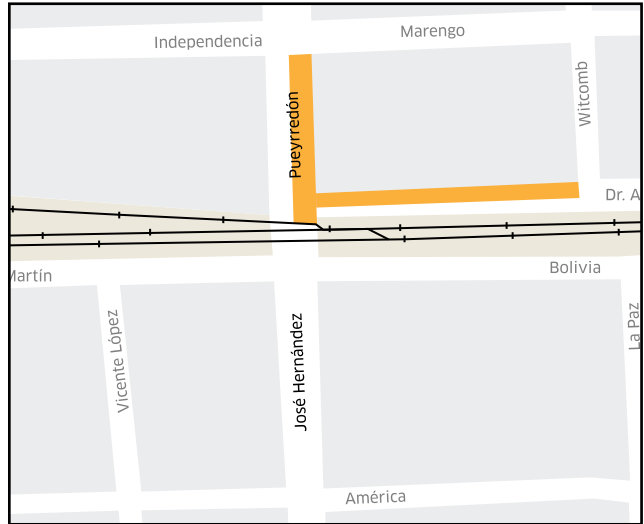 Independencia
Marengo
Pueyrredón
Witcomb
Dr. A
Martín
Bolivia
Vicente López
José Hernández
La Paz
América